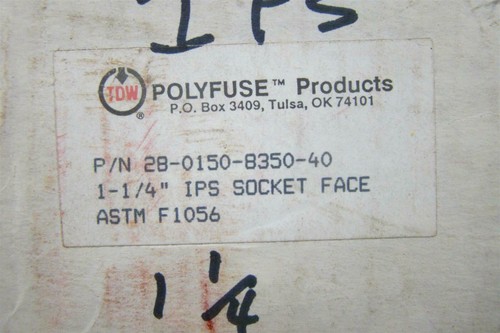 IPS
TDW ® POLYFUSE™ Products
P.O. Box 3409, Tulsa, OK 74101
P/N 28-0150-8350-40
1-1/4" IPS SOCKET FACE
ASTM F1056
1 1/4